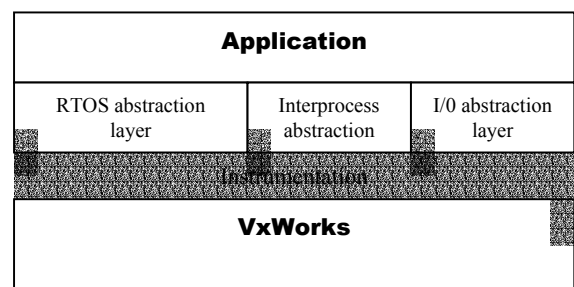 Application
RTOS abstraction
layer
Interprocess
abstraction
I/0 abstraction
layer
Instrumentation
VxWorks